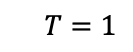 T = 1